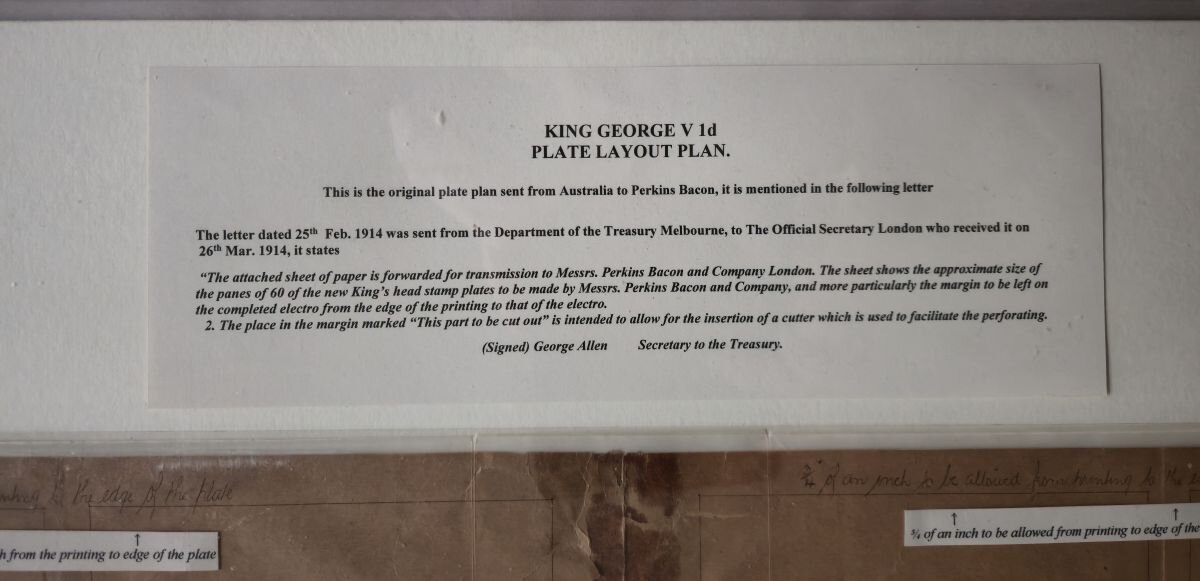 KING GEORGE V 1d
PLATE LAYOUT PLAN.
This is the original plate plan sent from Australia to Perkins Bacon, it is mentioned in the following letter
The letter dated 25th Feb. 1914 was sent from the Department of the Treasury Melbourne, to The Official Secretary London who received it on
26th Mar. 1914, it states
“The attached sheet of paper is forwarded for transmission to Messrs. Perkins Bacon and Company London. The sheet shows the approximate size of
the panes of 60 of the new King’s head stamp plates to be made by Messrs. Perkins Bacon and Company, and more particularly the margin to be left on
the completed electro from the edge of the printing to that of the electro.
2. The place in the margin marked “This part to be cut out” is intended to allow for the insertion of a cutter which is used to facilitate the perforating.
(Signed) George Allen Secretary to the Treasury.
the edge of the plate
¾" of an inch to be allowed from printing to the
from the printing to edge of the plate
¾ of an inch to be allowed from printing to edge of the